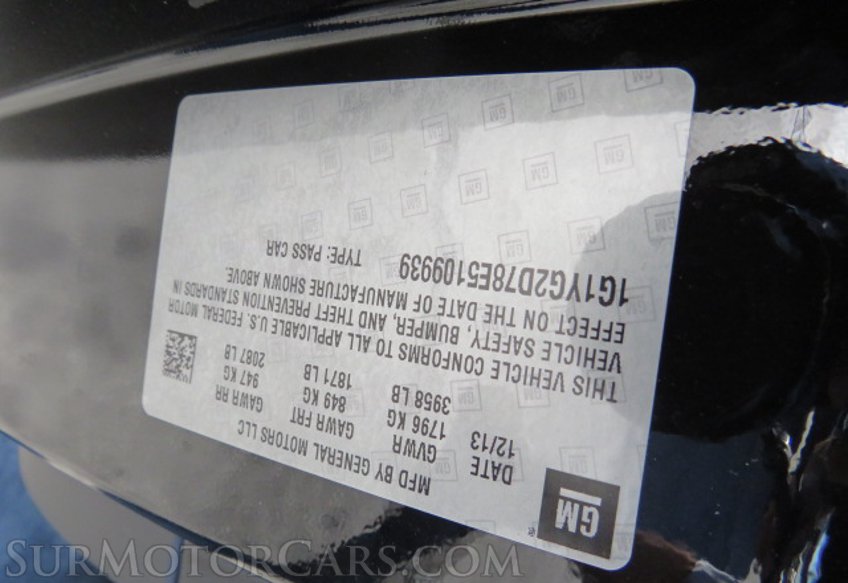 MFD BY GENERAL MOTORS LLC
DATE GVWR GAWR FRT GAWR RR
12/13 1796 KG 849 KG 947 KG
3958 LB 1871 LB 2087 LB
THIS VEHICLE CONFORMS TO ALL APPLICABLE U.S. FEDERAL MOTOR
VEHICLE SAFETY, BUMPER, AND THEFT PREVENTION STANDARDS IN
EFFECT ON THE DATE OF MANUFACTURE SHOWN ABOVE.
1G1YG2D78E5109939 TYPE: PASS CAR
GM
SURMOTORCARS.COM